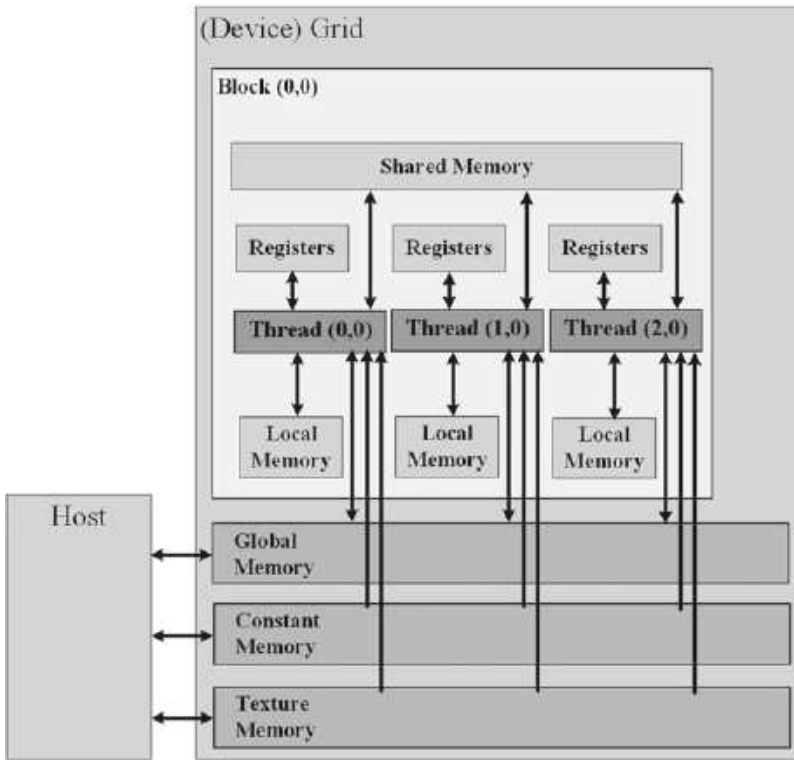 (Device) Grid
Block (0,0)
Shared Memory
Registers
Registers
Registers
Thread (0,0)
Thread (1,0)
Thread (2,0)
Local
Memory
Local
Memory
Local
Memory
Host
Global
Memory
Constant
Memory
Texture
Memory